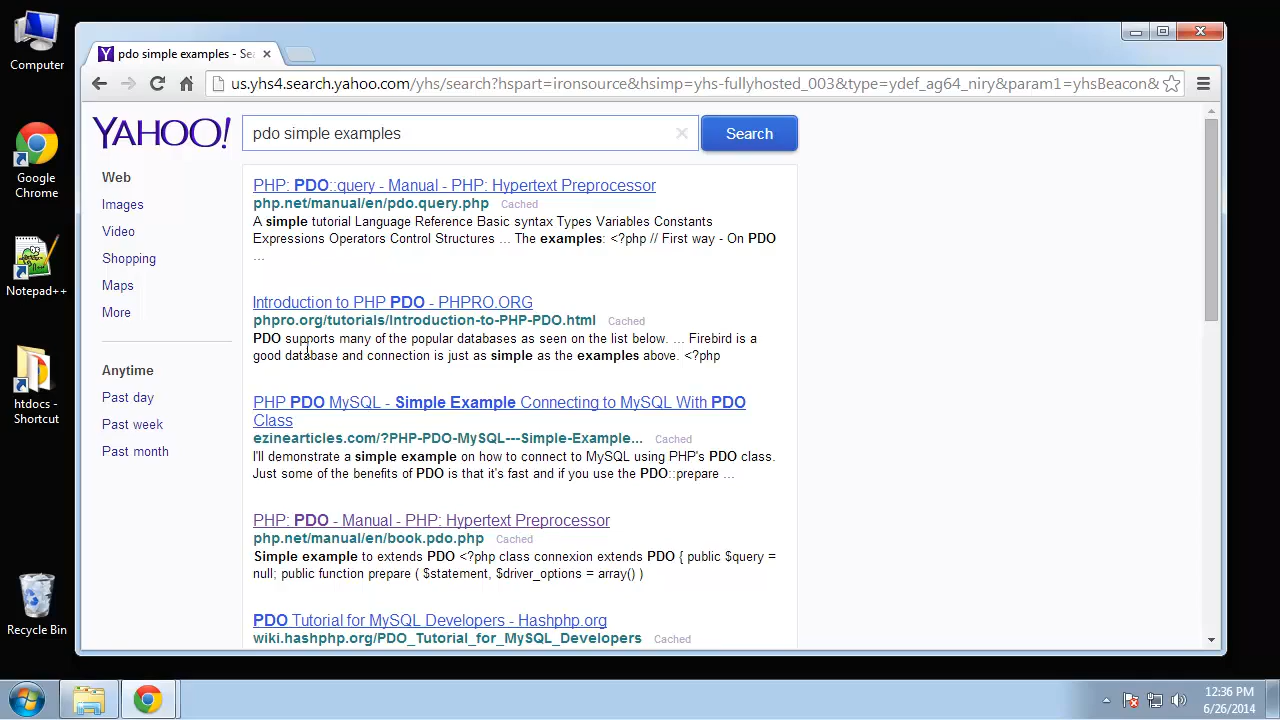 Computer
Google
Chrome
Notepad++
htdocs -
Shortcut
Recycle Bin
pdo simple examples - Se
us.yhs4.search.yahoo.com/yhs/search?hspart=ironsource&hsimp=yhs-fullyhosted_003&type=ydef_ag64_niry&param1=yhsBeacon&
YAHOO!
pdo simple examples
Search
Web
Images
Video
Shopping
Maps
More
Anytime
Past day
Past week
Past month
PHP: PDO::query - Manual - PHP: Hypertext Preprocessor
php.net/manual/en/pdo.query.php Cached
A simple tutorial Language Reference Basic syntax Types Variables Constants
Expressions Operators Control Structures ... The examples: <?php // First way - On PDO
...
Introduction to PHP PDO - PHPRO.ORG
phpro.org/tutorials/Introduction-to-PHP-PDO.html Cached
PDO supports many of the popular databases as seen on the list below. ... Firebird is a
good database and connection is just as simple as the examples above. <?php
PHP PDO MySQL - Simple Example Connecting to MySQL With PDO
Class
ezinearticles.com/?PHP-PDO-MySQL---Simple-Example... Cached
I'll demonstrate a simple example on how to connect to MySQL using PHP's PDO class.
Just some of the benefits of PDO is that it's fast and if you use the PDO::prepare ...
PHP: PDO - Manual - PHP: Hypertext Preprocessor
php.net/manual/en/book.pdo.php Cached
Simple example to extends PDO <?php class connexion extends PDO { public $query =
null; public function prepare ( $statement, $driver_options = array() )
PDO Tutorial for MySQL Developers - Hashphp.org
wiki.hashphp.org/PDO_Tutorial_for_MySQL_Developers Cached
12:36 PM
6/26/2014